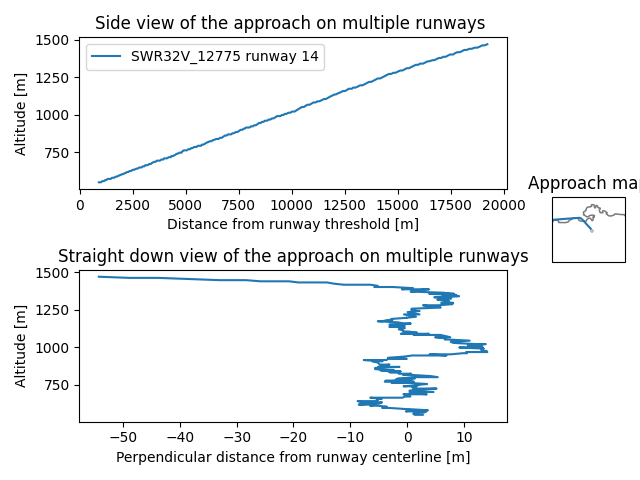 Side view of the approach on multiple runways
1500
1250
1000
750
Altitude [m]
SWR32V_12775 runway 14
0 2500 5000 7500 10000 12500 15000 17500 20000
Distance from runway threshold [m]
Approach map
Straight down view of the approach on multiple runways
1500
1250
1000
750
Altitude [m]
−50 −40 −30 −20 −10 0 10
Perpendicular distance from runway centerline [m]